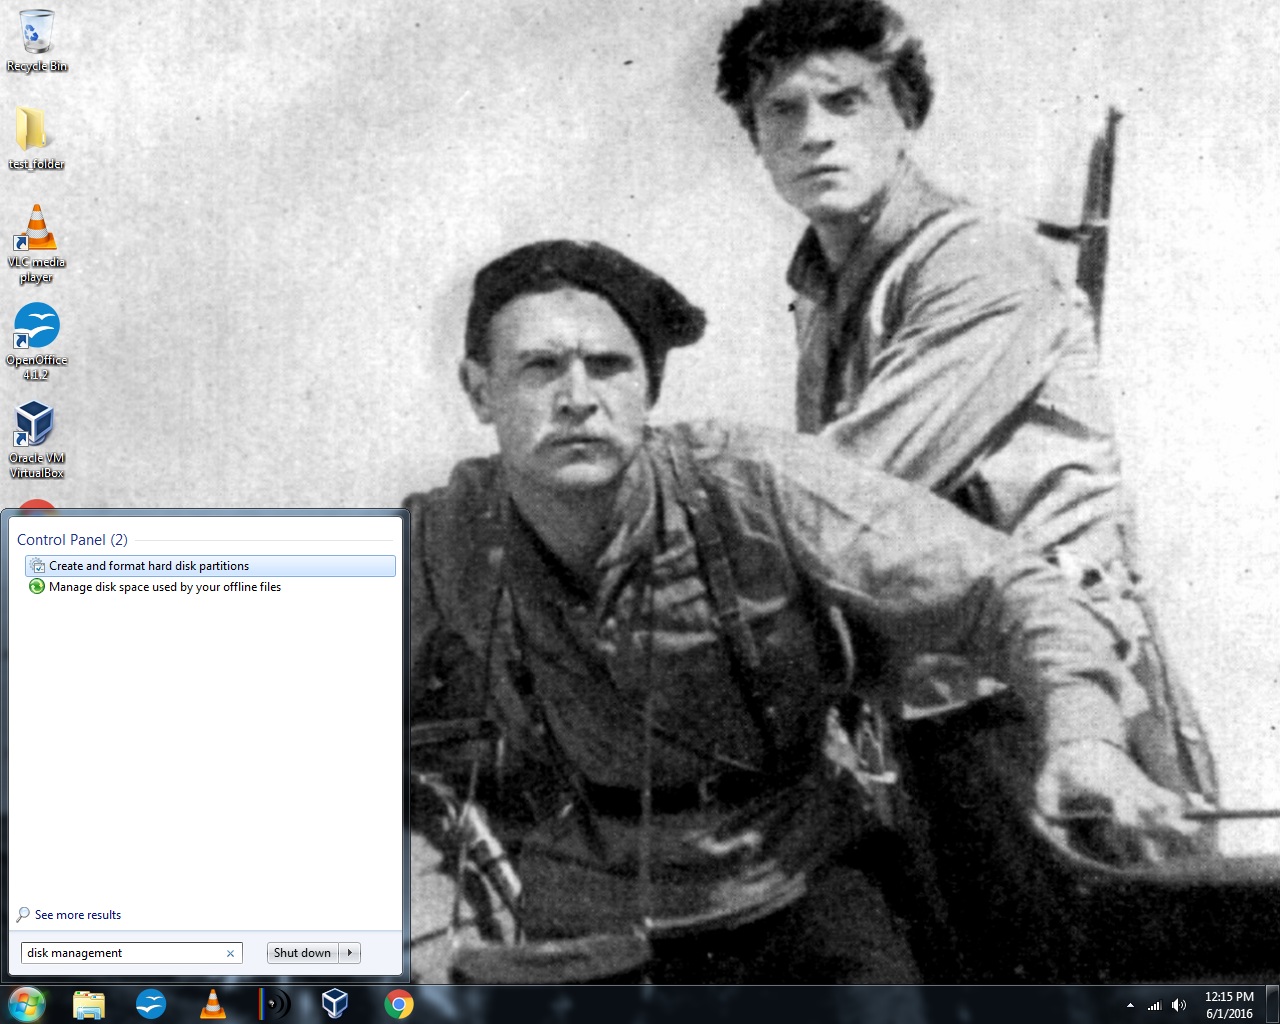 Recycle Bin
test_folder
VLC media
player
OpenOffice
4.1.2
Oracle VM
VirtualBox
Control Panel (2)
Create and format hard disk partitions
Manage disk space used by your offline files
See more results
disk management
Shut down
12:15 PM
6/1/2016